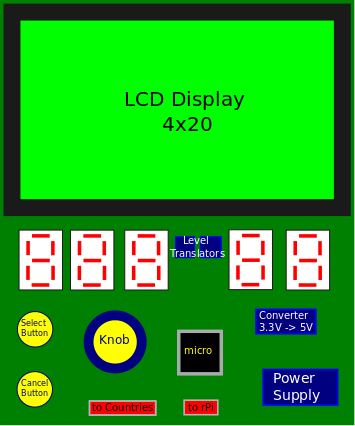 LCD Display
4x20
Level
Translators
Select
Button
Knob
micro
Converter
3.3V -> 5V
Cancel
Button
Power
Supply
to Countries
to rPi